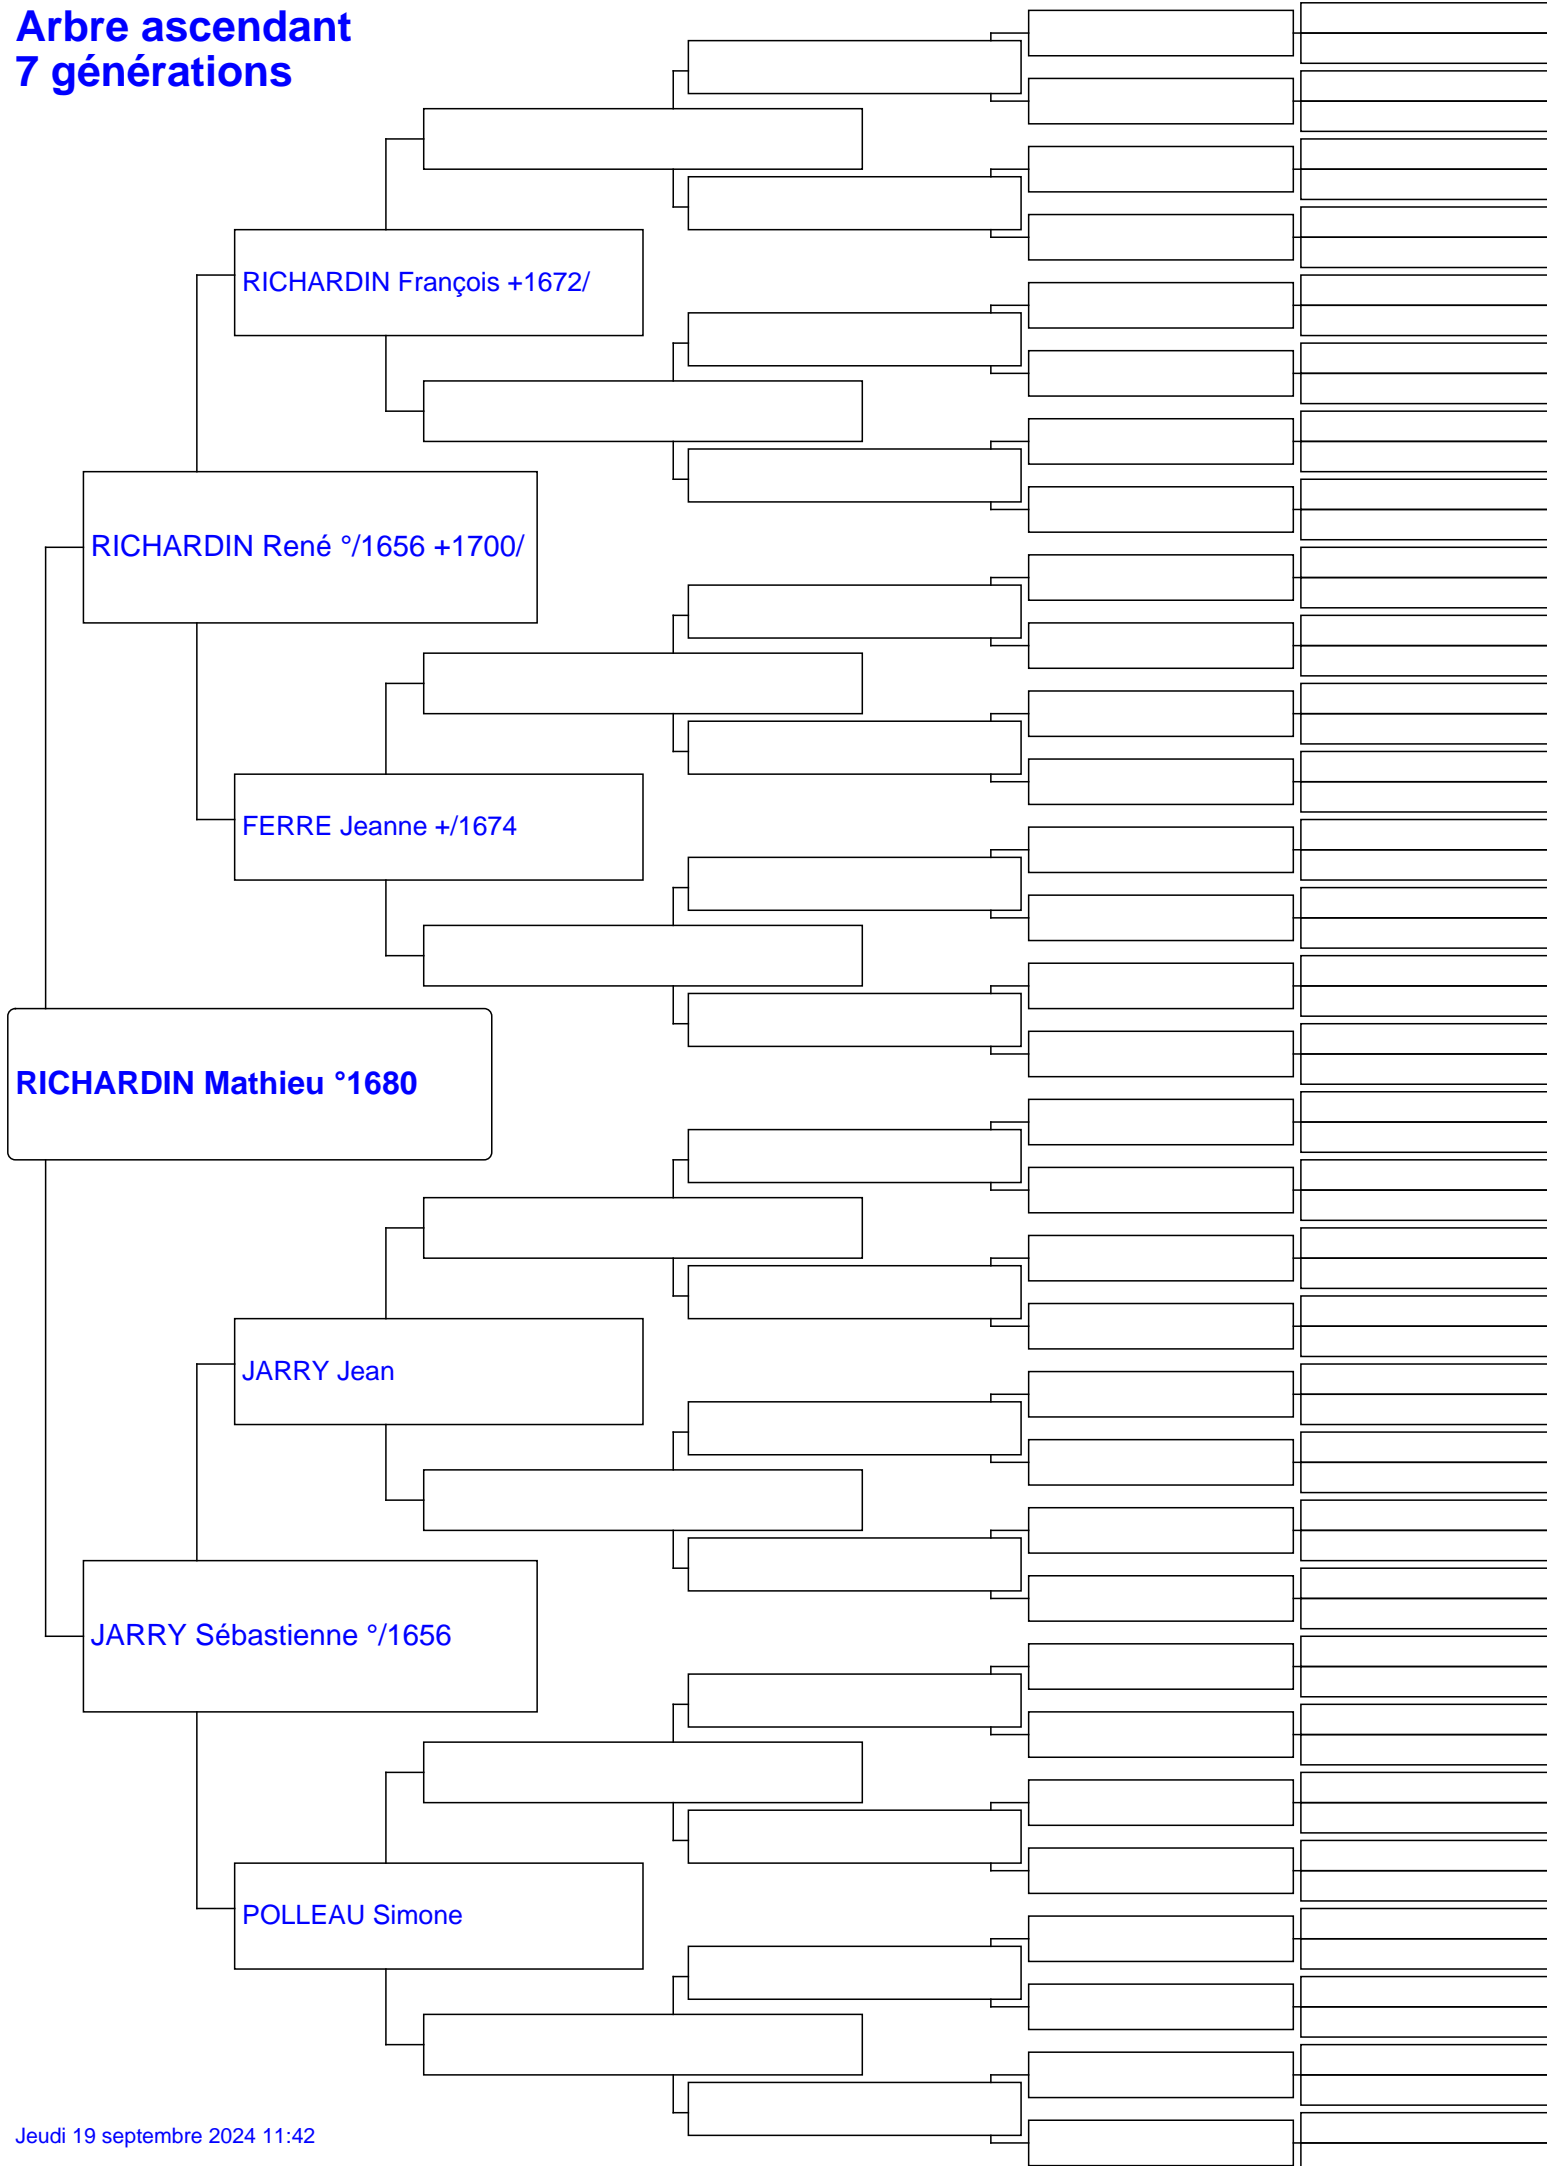 Arbre ascendant
7 générations
RICHARDIN François +1672/
RICHARDIN René °/1656 +1700/
FERRE Jeanne +/1674
RICHARDIN Mathieu °1680
JARRY Jean
JARRY Sébastienne °/1656
POLLEAU Simone
Jeudi 19 septembre 2024 11:42